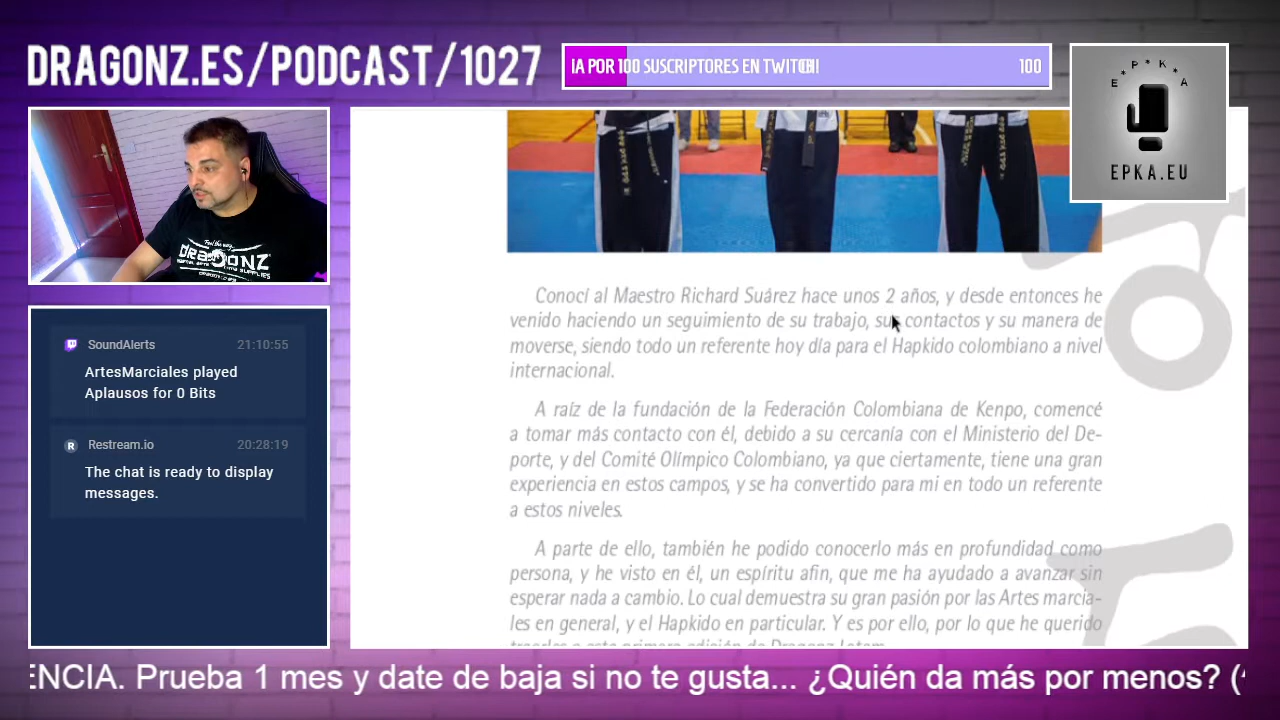 DRAGONZ.ES/PODCAST/1027
IA POR 100 SUSCRIPTORES EN TWITCH!
100
E*P*K*A
EPKA.EU
Feel the way...
DRAGONZ
SoundAlerts 21:10:55
ArtesMarciales played
Aplausos for 0 Bits
Restream.io 20:28:19
The chat is ready to display
messages.
Conocí al Maestro Richard Suárez hace unos 2 años, y desde entonces he
venido haciendo un seguimiento de su trabajo, sus contactos y su manera de
moverse, siendo todo un referente hoy día para el Hapkido colombiano a nivel
internacional.
A raíz de la fundación de la Federación Colombiana de Kenpo, comencé
a tomar más contacto con él, debido a su cercanía con el Ministerio del De-
porte, y del Comité Olímpico Colombiano, ya que ciertamente, tiene una gran
experiencia en estos campos, y se ha convertido para mi en todo un referente
a estos niveles.
A parte de ello, también he podido conocerlo más en profundidad como
persona, y he visto en él, un espíritu afin, que me ha ayudado a avanzar sin
esperar nada a cambio. Lo cual demuestra su gran pasión por las Artes marcia-
les en general, y el Hapkido en particular. Y es por ello, por lo que he querido
ENCIA. Prueba 1 mes y date de baja si no te gusta... ¿Quién da más por menos? (